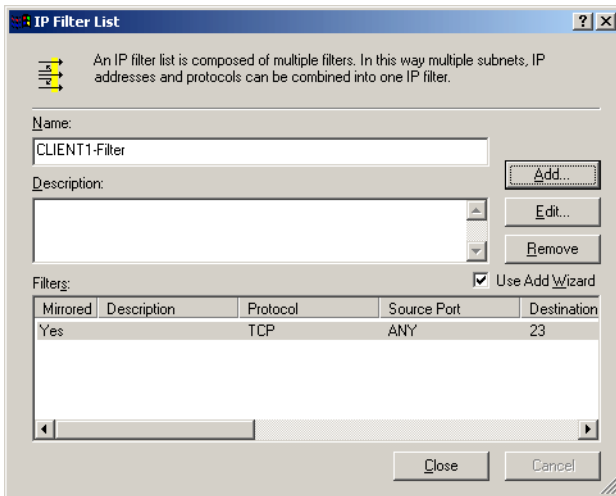 IP Filter List
An IP filter list is composed of multiple filters. In this way multiple subnets, IP
addresses and protocols can be combined into one IP filter.
Name:
CLIENT1-Filter
Add...
Description:
Edit...
Remove
Filters:
Use Add Wizard
Mirrored Description Protocol Source Port Destination
Yes TCP ANY 23
Close Cancel